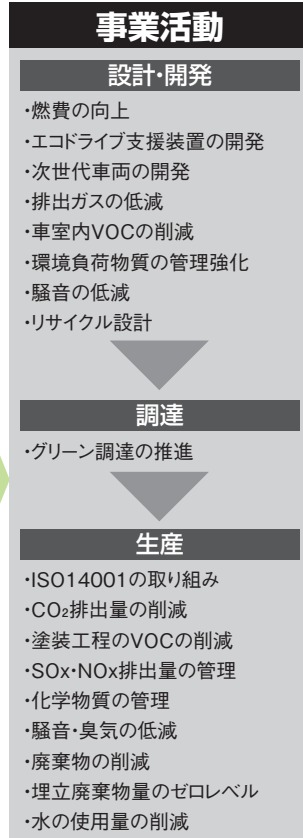 事業活動
設計･開発
･燃費の向上
･エコドライブ支援装置の開発
･次世代車両の開発
･排出ガスの低減
･車室内VOCの削減
･環境負荷物質の管理強化
･騒音の低減
･リサイクル設計
調達
･グリーン調達の推進
生産
･ISO14001の取り組み
･CO₂排出量の削減
･塗装工程のVOCの削減
･SOx･NOx排出量の管理
･化学物質の管理
･騒音･臭気の低減
･廃棄物の削減
･埋立廃棄物量のゼロレベル
･水の使用量の削減